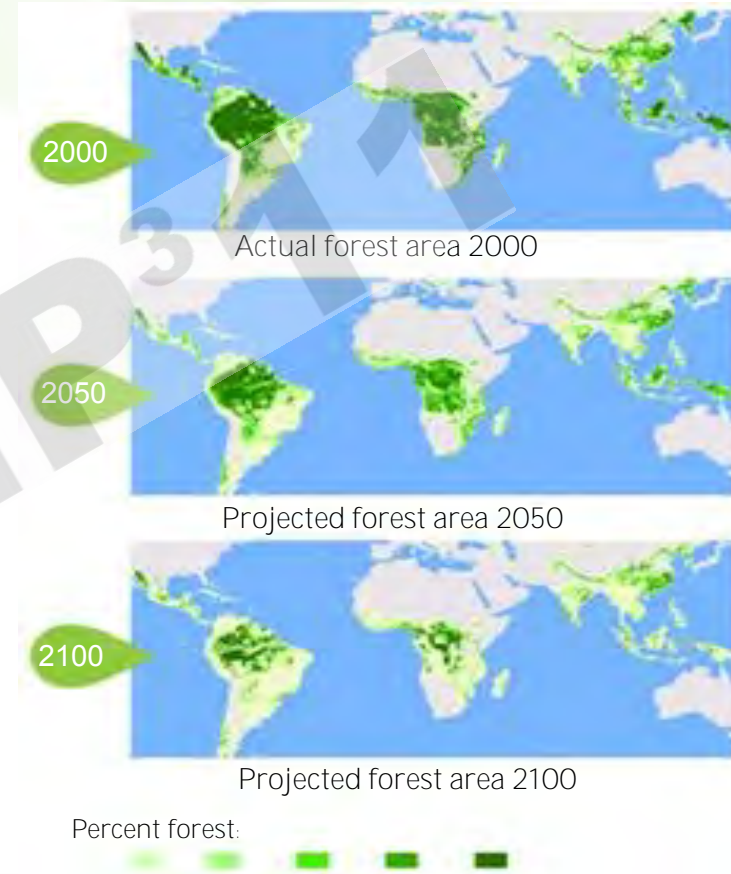 2000
Actual forest area 2000
2050
Projected forest area 2050
2100
Projected forest area 2100
Percent forest: